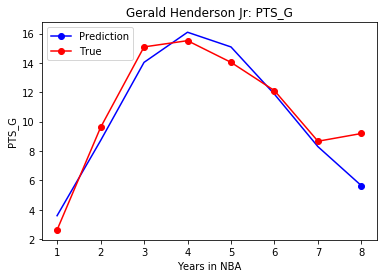 Gerald Henderson Jr: PTS_G
Prediction
True
16
14
12
10
8
6
4
2
PTS_G
1 2 3 4 5 6 7 8
Years in NBA